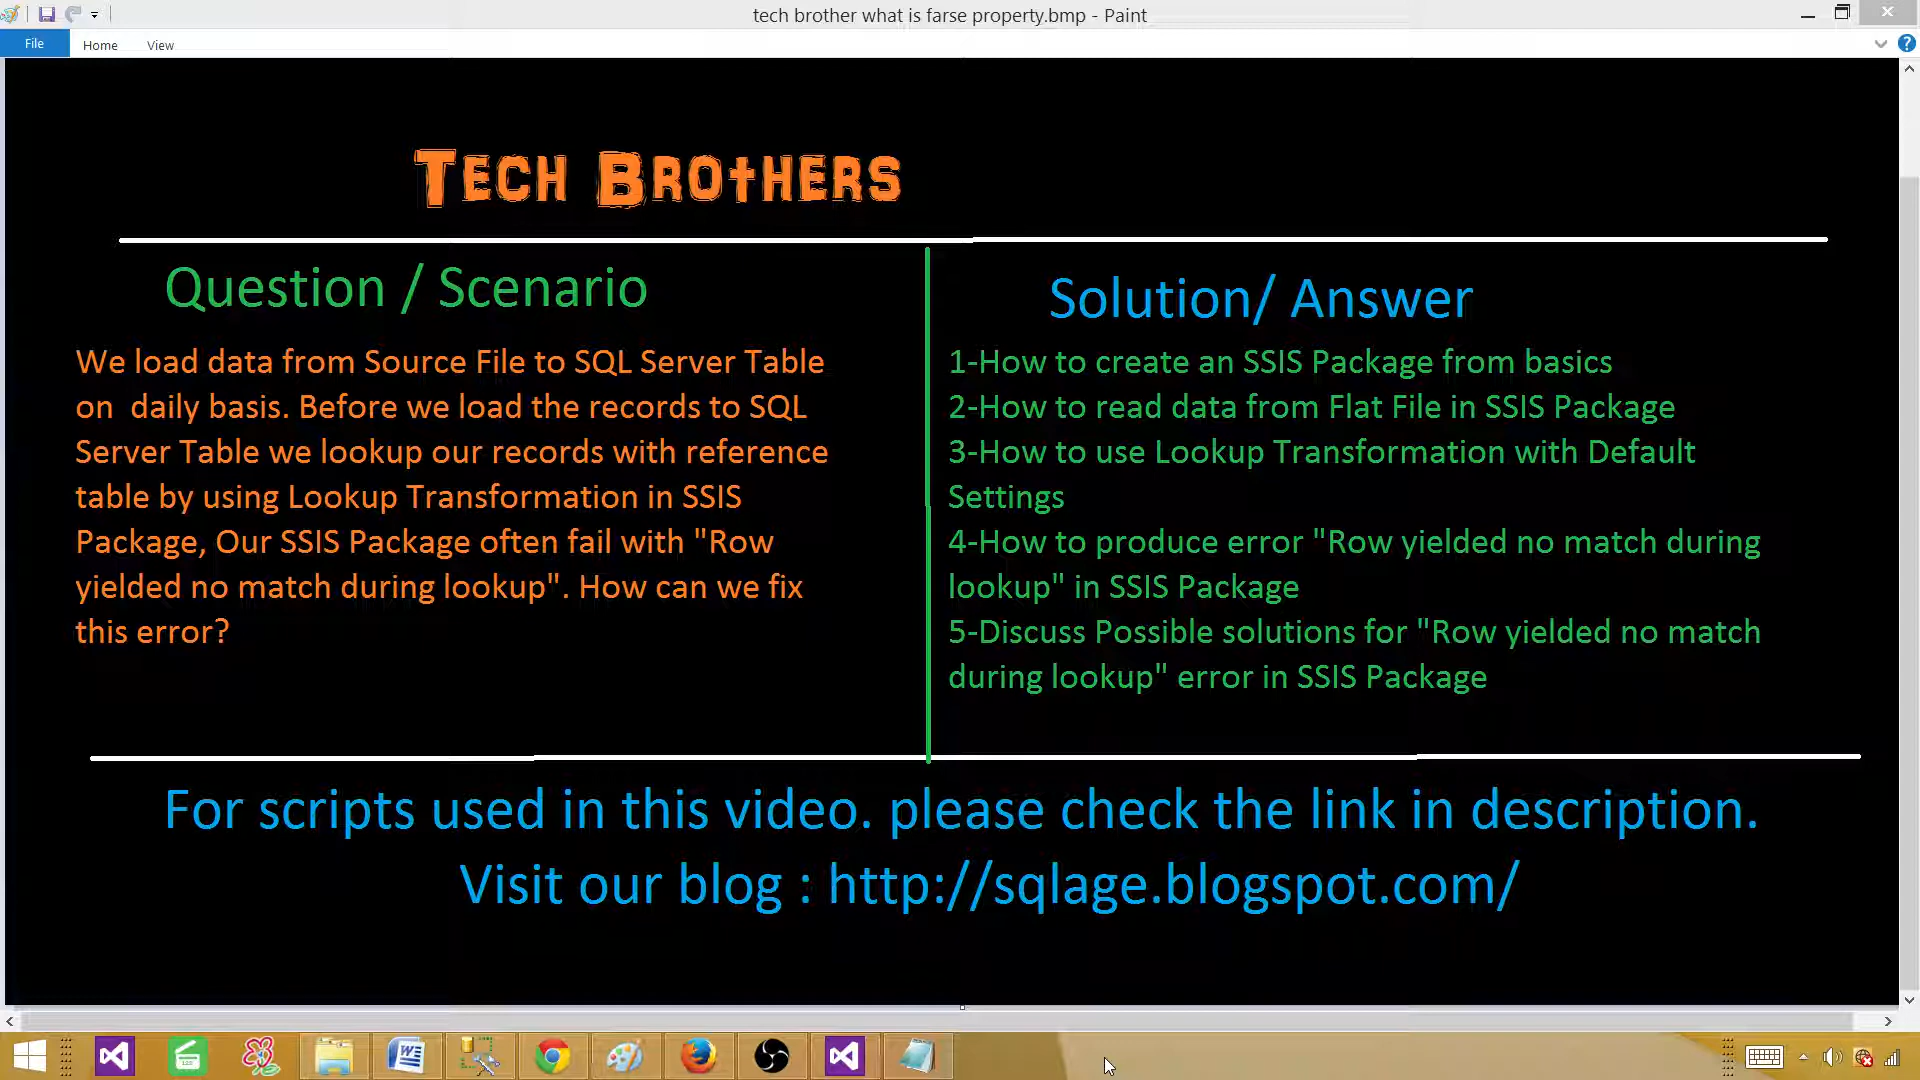 tech brother what is farse property.bmp - Paint
File Home View
Tech Brothers
Question / Scenario
We load data from Source File to SQL Server Table
on daily basis. Before we load the records to SQL
Server Table we lookup our records with reference
table by using Lookup Transformation in SSIS
Package, Our SSIS Package often fail with "Row
yielded no match during lookup". How can we fix
this error?
Solution/ Answer
1-How to create an SSIS Package from basics
2-How to read data from Flat File in SSIS Package
3-How to use Lookup Transformation with Default
Settings
4-How to produce error "Row yielded no match during
lookup" in SSIS Package
5-Discuss Possible solutions for "Row yielded no match
during lookup" error in SSIS Package
For scripts used in this video. please check the link in description.
Visit our blog : http://sqlage.blogspot.com/